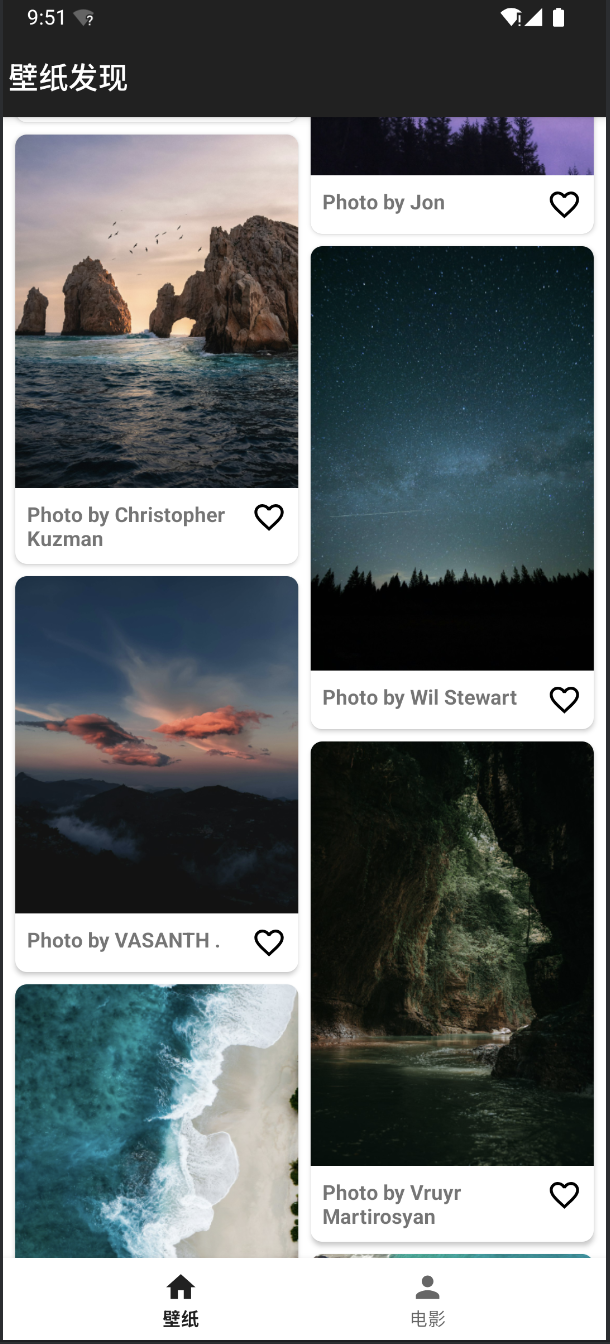 9:51
壁纸发现
Photo by Jon
Photo by Christopher
Kuzman
Photo by Wil Stewart
Photo by VASANTH .
Photo by Vruyr
Martirosyan
壁纸
电影